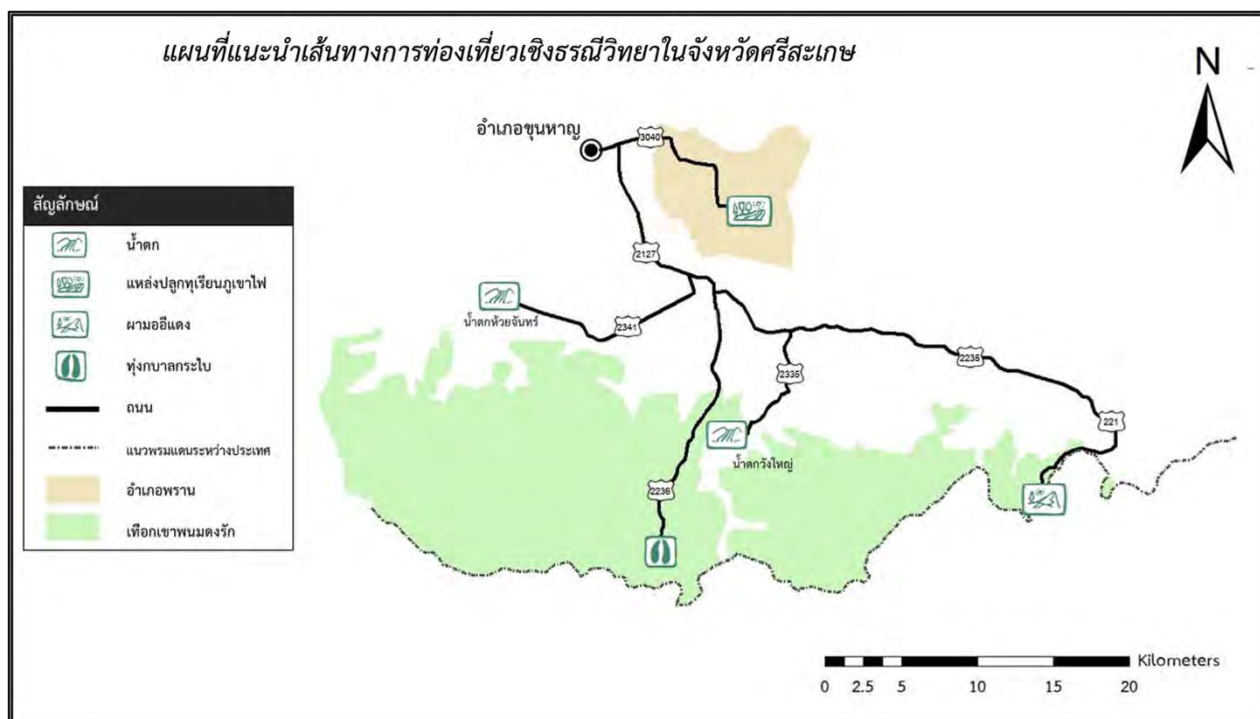 แผนที่แนะนำเส้นทางการท่องเที่ยวเชิงธรณีวิทยาในจังหวัดศรีสะเกษ
N
อำเภอขุนหาญ
3040
สัญลักษณ์
น้ำตก
แหล่งปลูกทุเรียนภูเขาไฟ
ผามออีแดง
ทุ่งกบาลกระไบ
ถนน
แนวพรมแดนระหว่างประเทศ
อำเภอพราน
เทือกเขาพนมดงรัก
2127
น้ำตกห้วยจันทร์
2341
2235
2335
221
น้ำตกวังใหญ่
2236
Kilometers
0 2.5 5 10 15 20